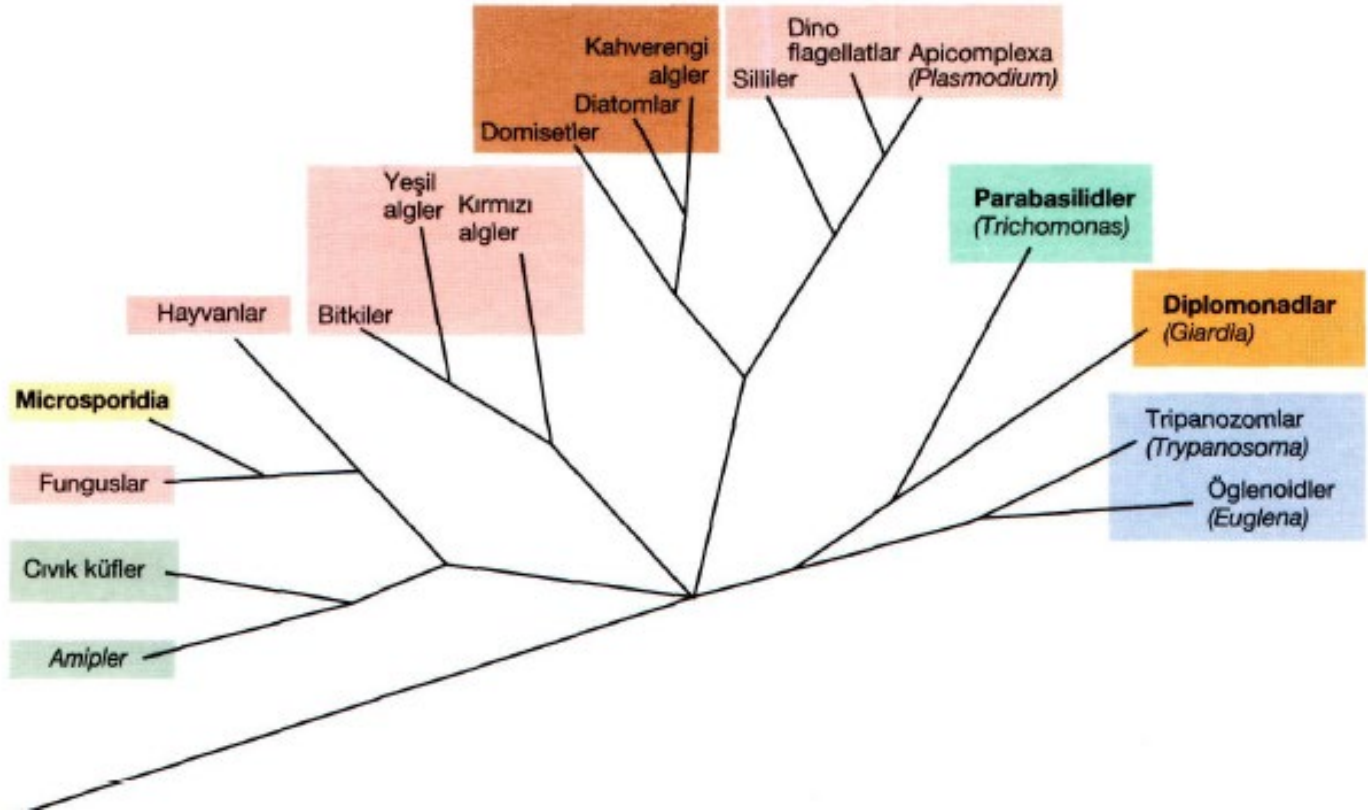 Kahverengi
algler
Diatomlar
Domisetler
Dino
flagellatlar
Silliler
Apicomplexa
(Plasmodium)
Yeşil
algler
Kırmızı
algler
Bitkiler
Parabasilidler
(Trichomonas)
Hayvanlar
Diplomonadlar
(Giardia)
Microsporidia
Funguslar
Tripanozomlar
(Trypanosoma)
Öglenoidler
(Euglena)
Cıvık küfler
Amipler